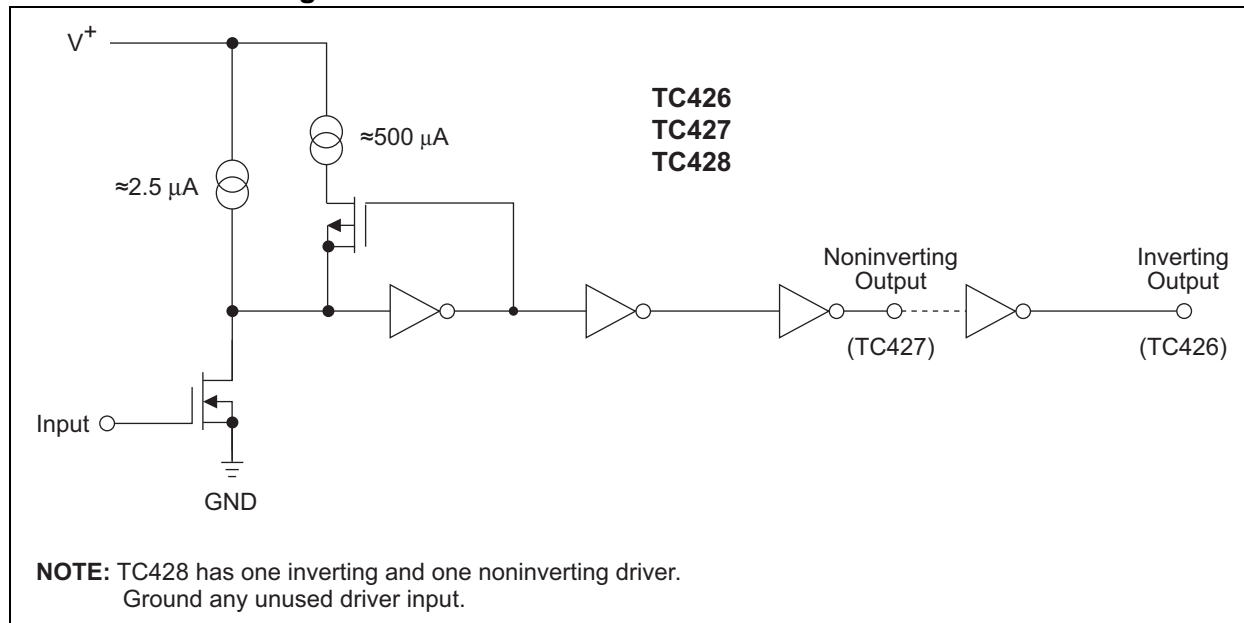 V+
≈500 μA
≈2.5 μA
TC426
TC427
TC428
Noninverting
Output
(TC427)
Inverting
Output
(TC426)
Input
GND
NOTE: TC428 has one inverting and one noninverting driver.
Ground any unused driver input.